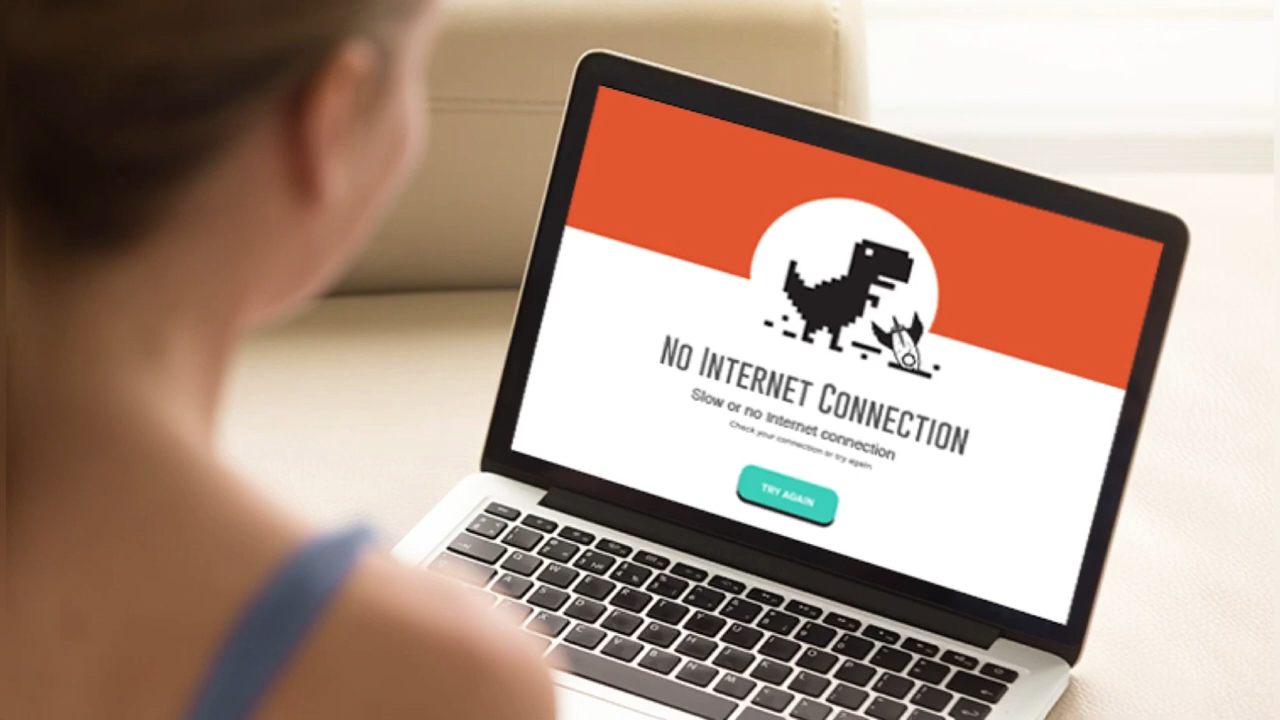 No Internet Connection
Slow or no Internet connection
Check your connection or try again
TRY AGAIN